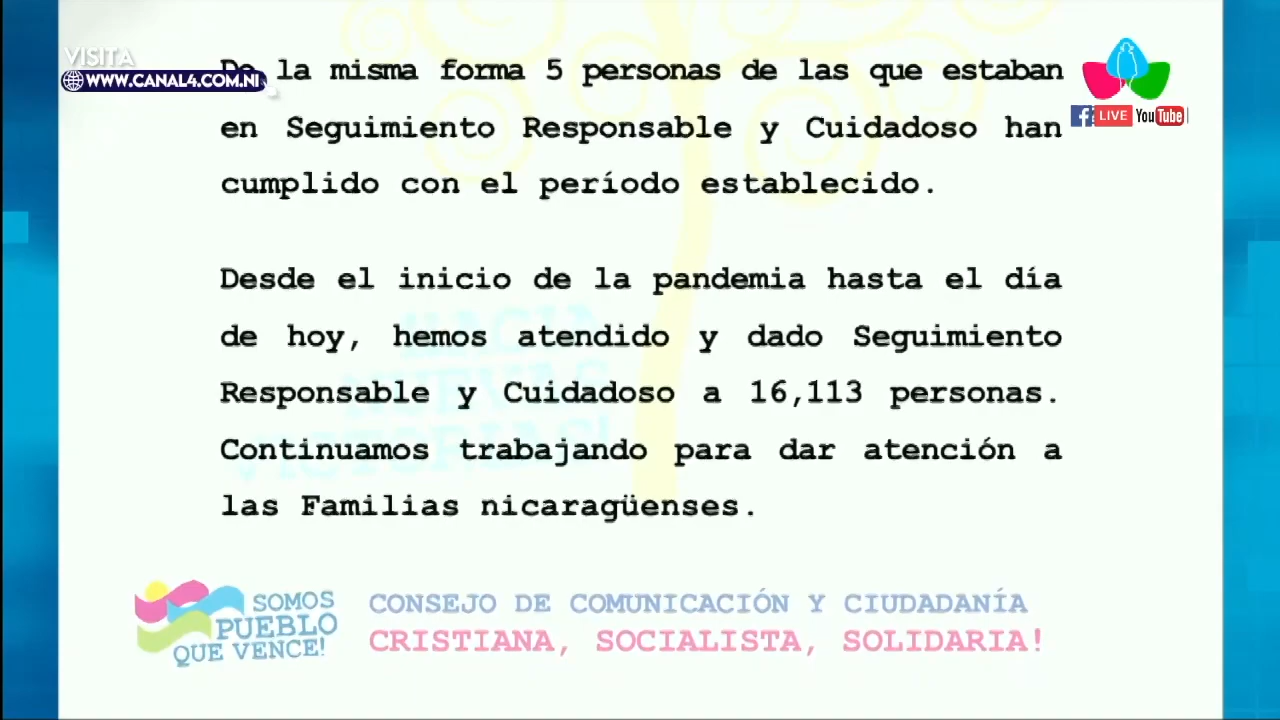 VISITA
WWW.CANAL4.COM.NI
De la misma forma 5 personas de las que estaban
en Seguimiento Responsable y Cuidadoso han
cumplido con el período establecido.
LIVE YouTube
Desde el inicio de la pandemia hasta el día
de hoy, hemos atendido y dado Seguimiento
Responsable y Cuidadoso a 16,113 personas.
Continuamos trabajando para dar atención a
las Familias nicaragüenses.
HACIA
NUEVAS
VICTORIAS!
SOMOS
PUEBLO
QUE VENCE!
CONSEJO DE COMUNICACIÓN Y CIUDADANÍA
CRISTIANA, SOCIALISTA, SOLIDARIA!